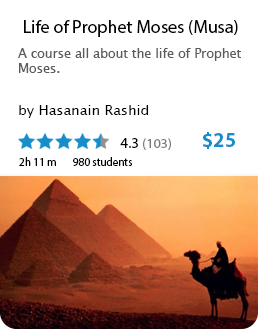 Life of Prophet Moses (Musa)
A course all about the life of Prophet
Moses.
by Hasanain Rashid
4.3 (103) $25
2h 11 m 980 students